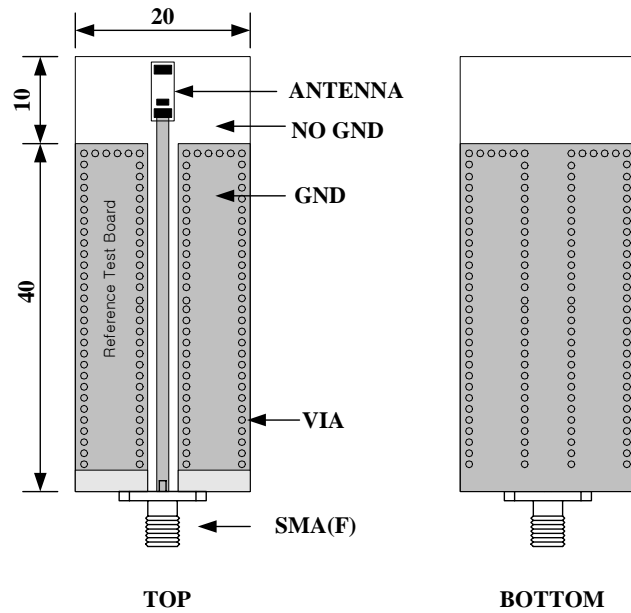 20
ANTENNA
10
NO GND
GND
Reference Test Board
40
VIA
SMA(F)
TOP
BOTTOM